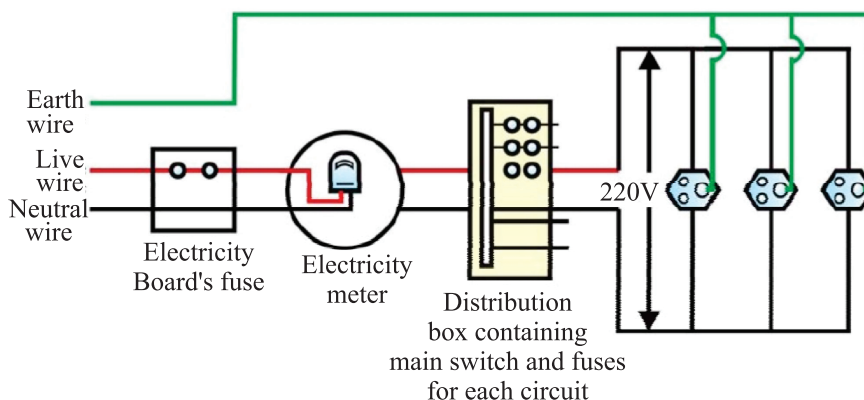 Earth
wire
Live
wire
Neutral
wire
Electricity
Board's fuse
Electricity
meter
Distribution
box containing
main switch and fuses
for each circuit
220V